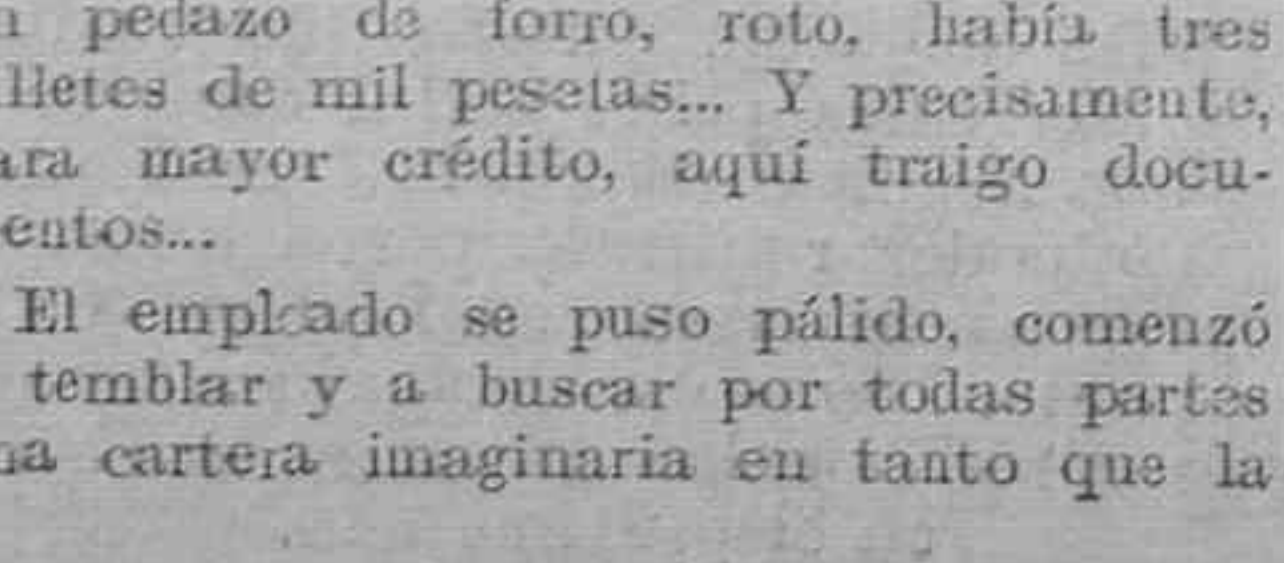 pedazo de forro, roto, había tres
lletes de mil pesetas... Y precisamente,
ara mayor crédito, aquí traigo docu-
entos...
El empleado se puso pálido, comenzó
temblar y a buscar por todas partes
na cartera imaginaria en tanto que la